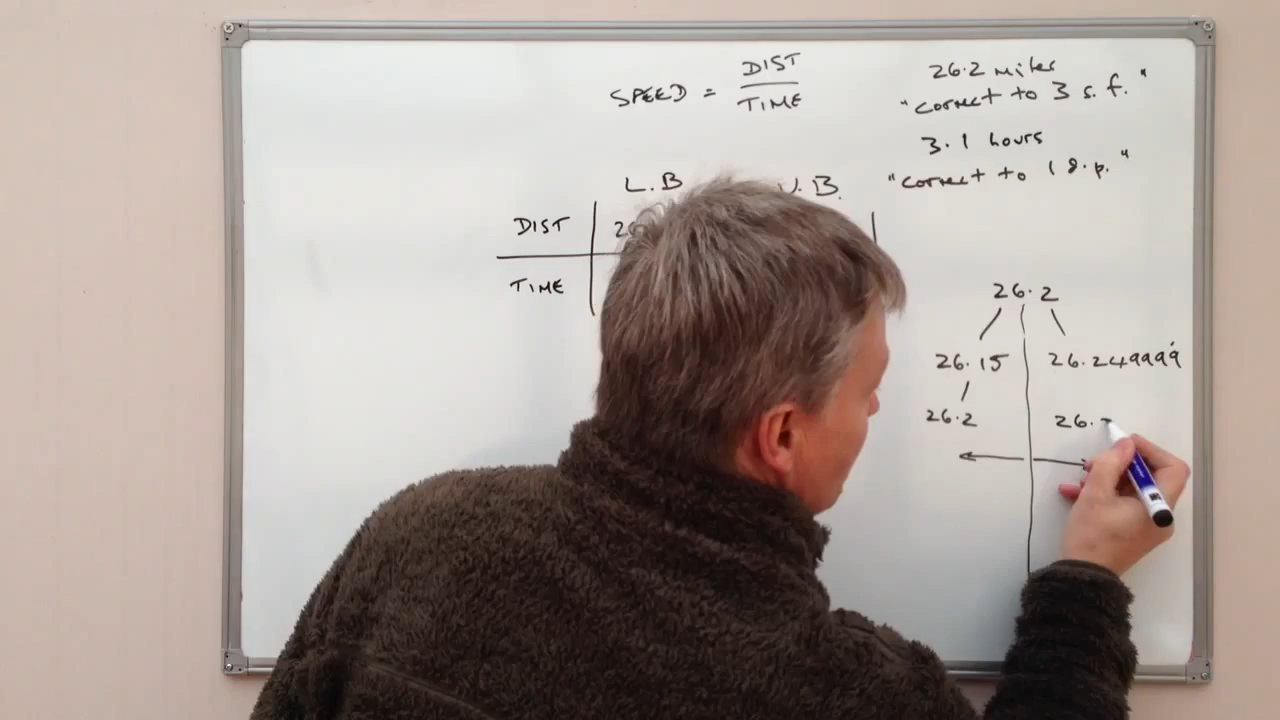 SPEED = DIST
TIME
26.2 miles
"correct to 3 s.f."
3.1 hours
"correct to 1 d.p."
L.B U.B.
DIST
TIME
26.2
26.15 26.249999̇
26.2 26.